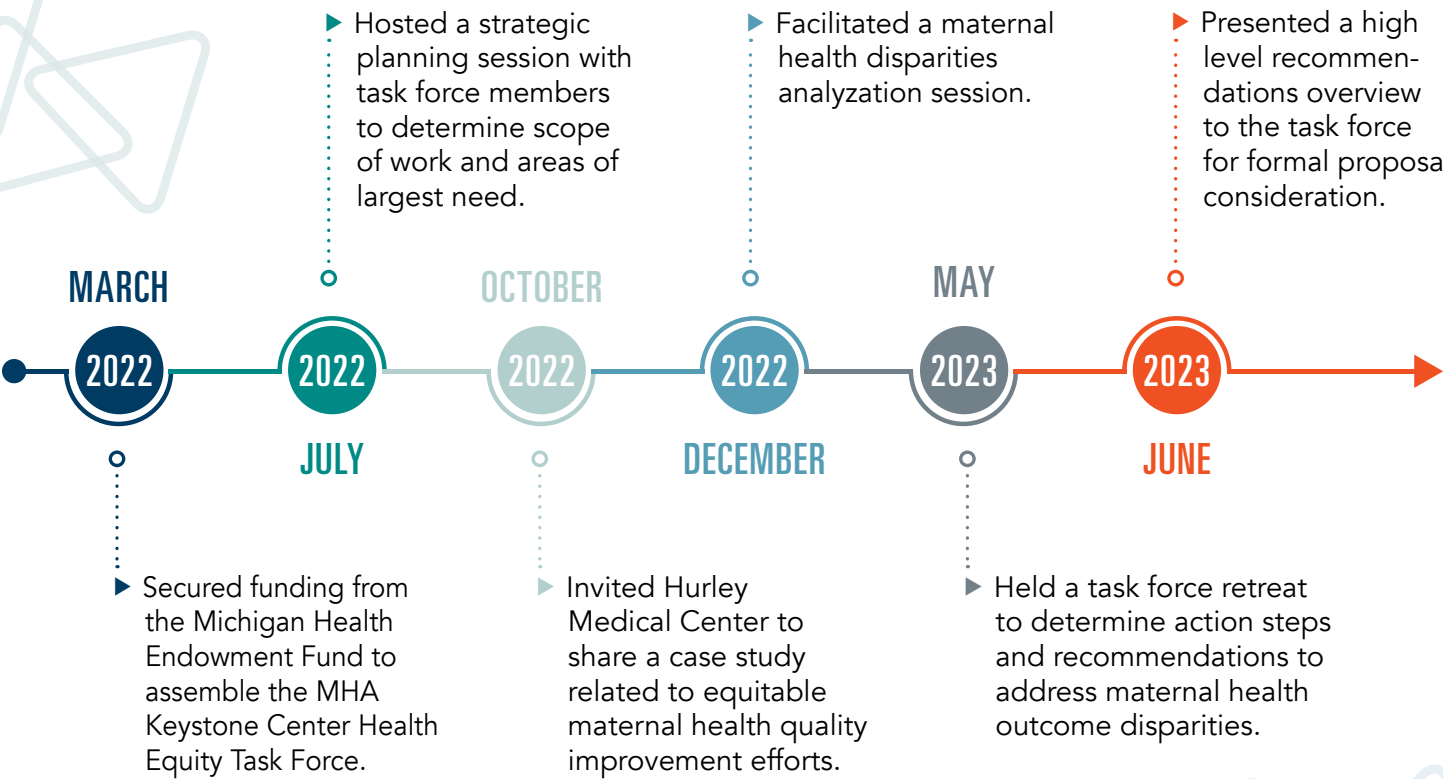 Hosted a strategic
planning session with
task force members
to determine scope
of work and areas of
largest need.
Facilitated a maternal
health disparities
analyzation session.
Presented a high
level recommen-
dations overview
to the task force
for formal proposa
consideration.
MARCH
OCTOBER
MAY
2022
2022
2022
2022
2023
2023
JULY
DECEMBER
JUNE
Secured funding from
the Michigan Health
Endowment Fund to
assemble the MHA
Keystone Center Health
Equity Task Force.
Invited Hurley
Medical Center to
share a case study
related to equitable
maternal health quality
improvement efforts.
Held a task force retreat
to determine action steps
and recommendations to
address maternal health
outcome disparities.